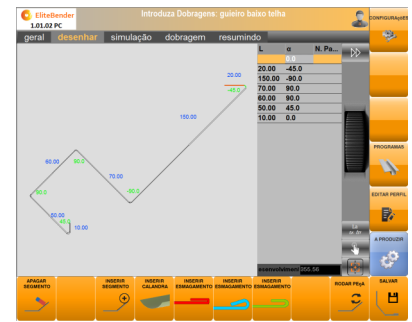 EliteBender
1.01.02 PC
Introduza Dobragens: guieiro baixo telha
CONFIGURAÇÕES
geral desenhar simulação dobragem resumindo
L α N. Pa...
0.0
20.00 -45.0
150.00 -90.0
70.00 90.0
60.00 90.0
50.00 45.0
10.00 0.0
20.00
-45.0
150.00
60.00
90.0
70.00
-90.0
90.0
50.00
45.0
10.00
PROGRAMAS
EDITAR PERFIL
A PRODUZIR
355.56
APAGAR SEGMENTO
INSERIR SEGMENTO
INSERIR CALANDRA
INSERIR ESMAGAMENTO
INSERIR ESMAGAMENTO
INSERIR ESMAGAMENTO
RODAR PEçA
SALVAR